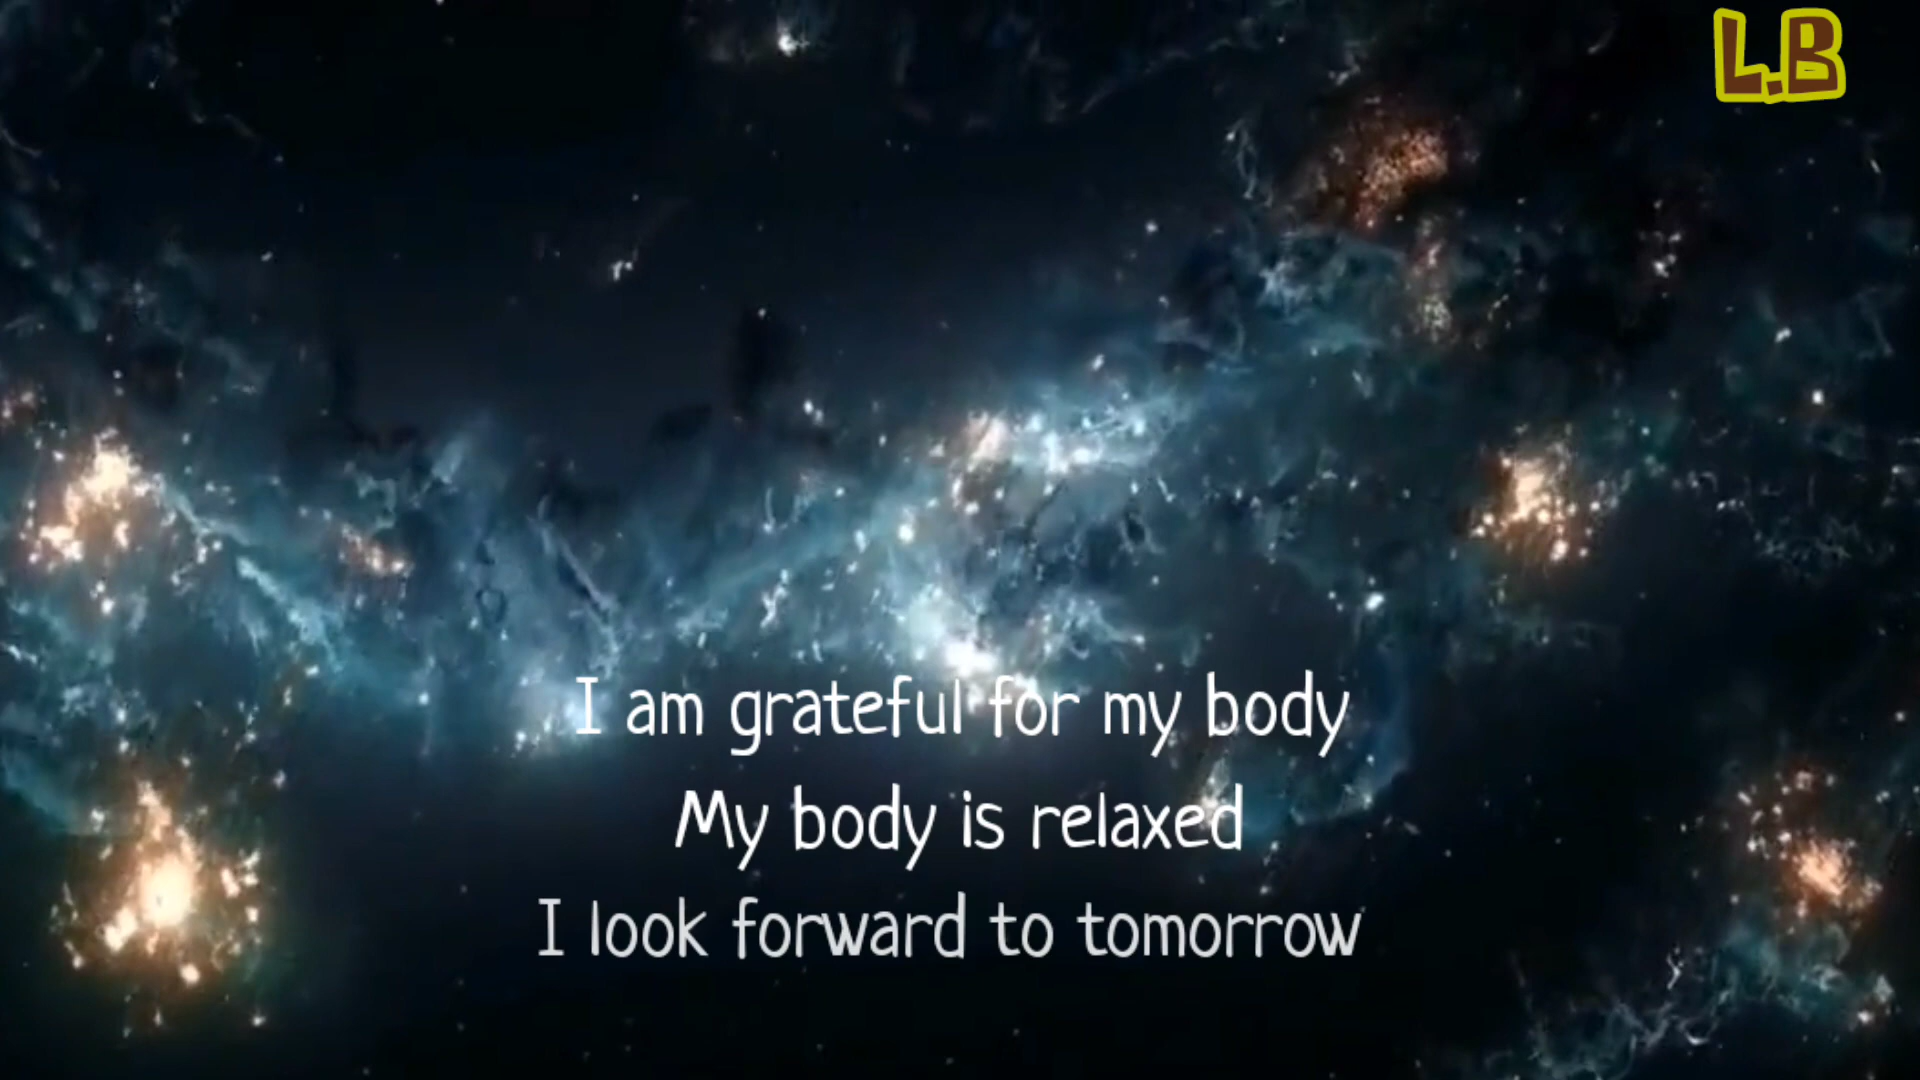 L.B
I am grateful for my body
My body is relaxed
I look forward to tomorrow